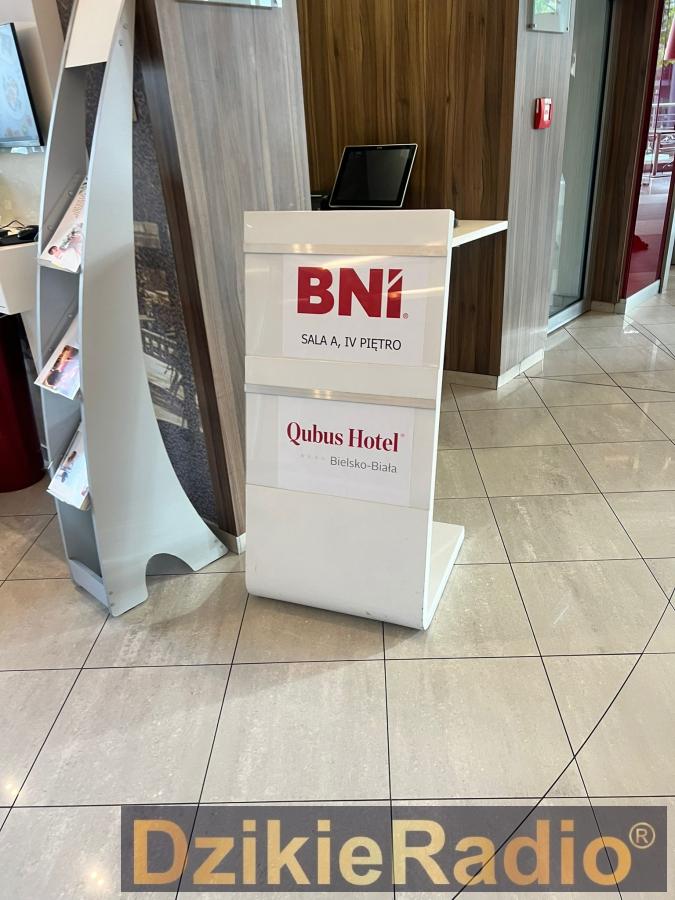 BNI®
SALA A, IV PIĘTRO
Qubus Hotel®
Bielsko-Biała
DzikieRadio®